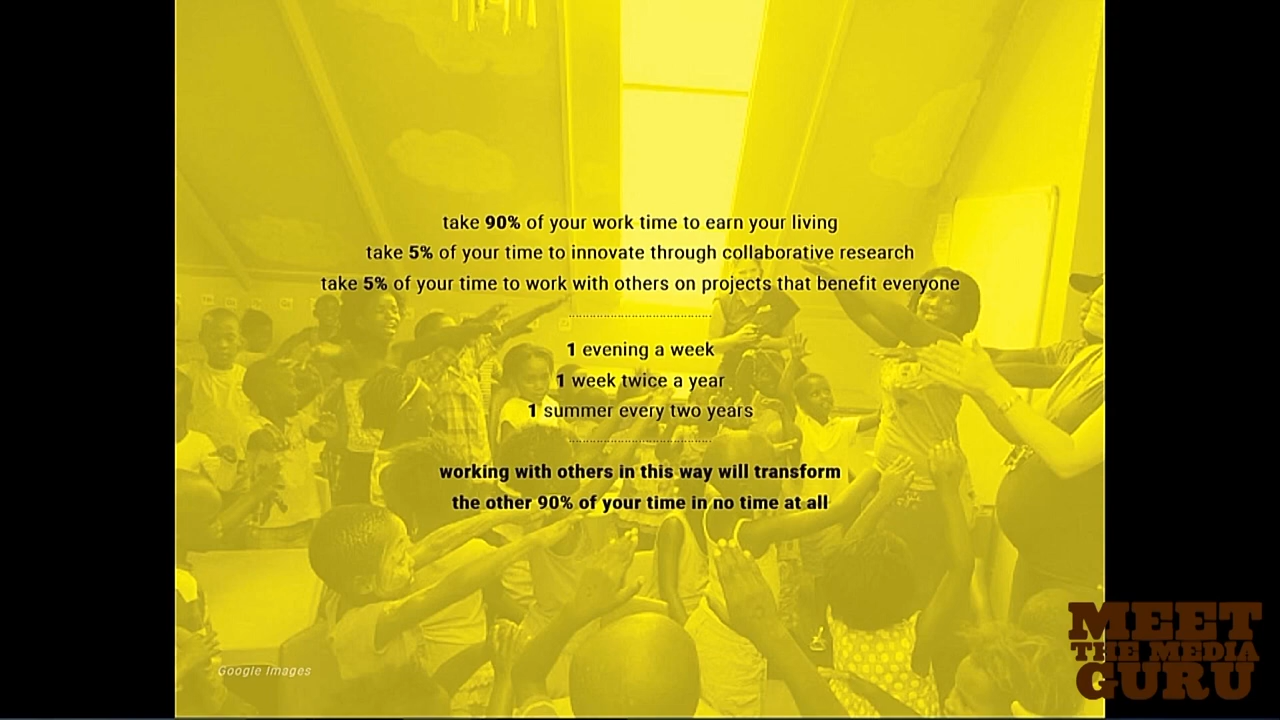 take 90% of your work time to earn your living
take 5% of your time to innovate through collaborative research
take 5% of your time to work with others on projects that benefit everyone
1 evening a week
1 week twice a year
1 summer every two years
working with others in this way will transform
the other 90% of your time in no time at all
Google Images
MEET
THE MEDIA
GURU